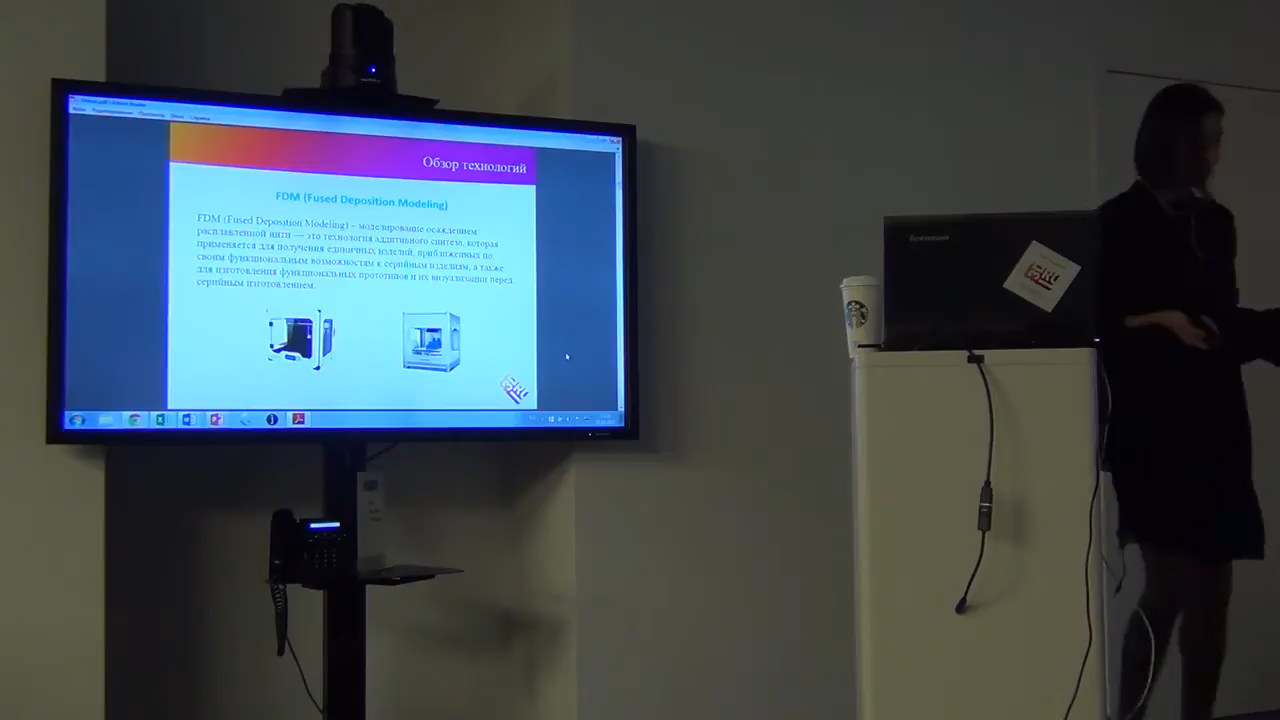 Обзор технологий
FDM (Fused Deposition Modeling)
FDM (Fused Deposition Modeling) – моделирование осаждением
расплавленной нити — это технология аддитивного синтеза, которая
применяется для получения единичных изделий, приближенных по
своим функциональным возможностям к серийным изделиям, а также
для изготовления функциональных прототипов и их визуализации перед
серийным изготовлением.